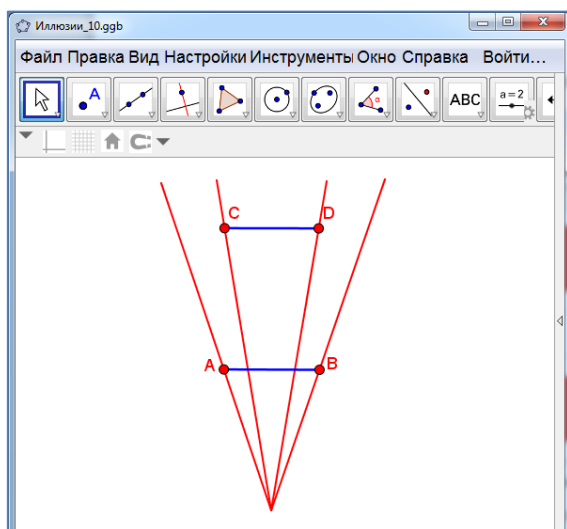 Иллюзии_10.ggb
Файл Правка Вид Настройки Инструменты Окно Справка Войти...
A α ABC a = 2
C D
A B